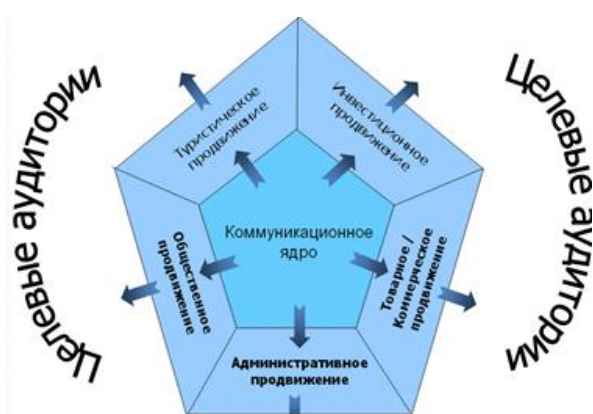 Целевые аудитории
Туристическое
продвижение
Инвестиционное
продвижение
Целевые аудитории
Коммуникационное
ядро
Общественное
продвижение
Товарное /
Коммерческое
продвижение
Административное
продвижение